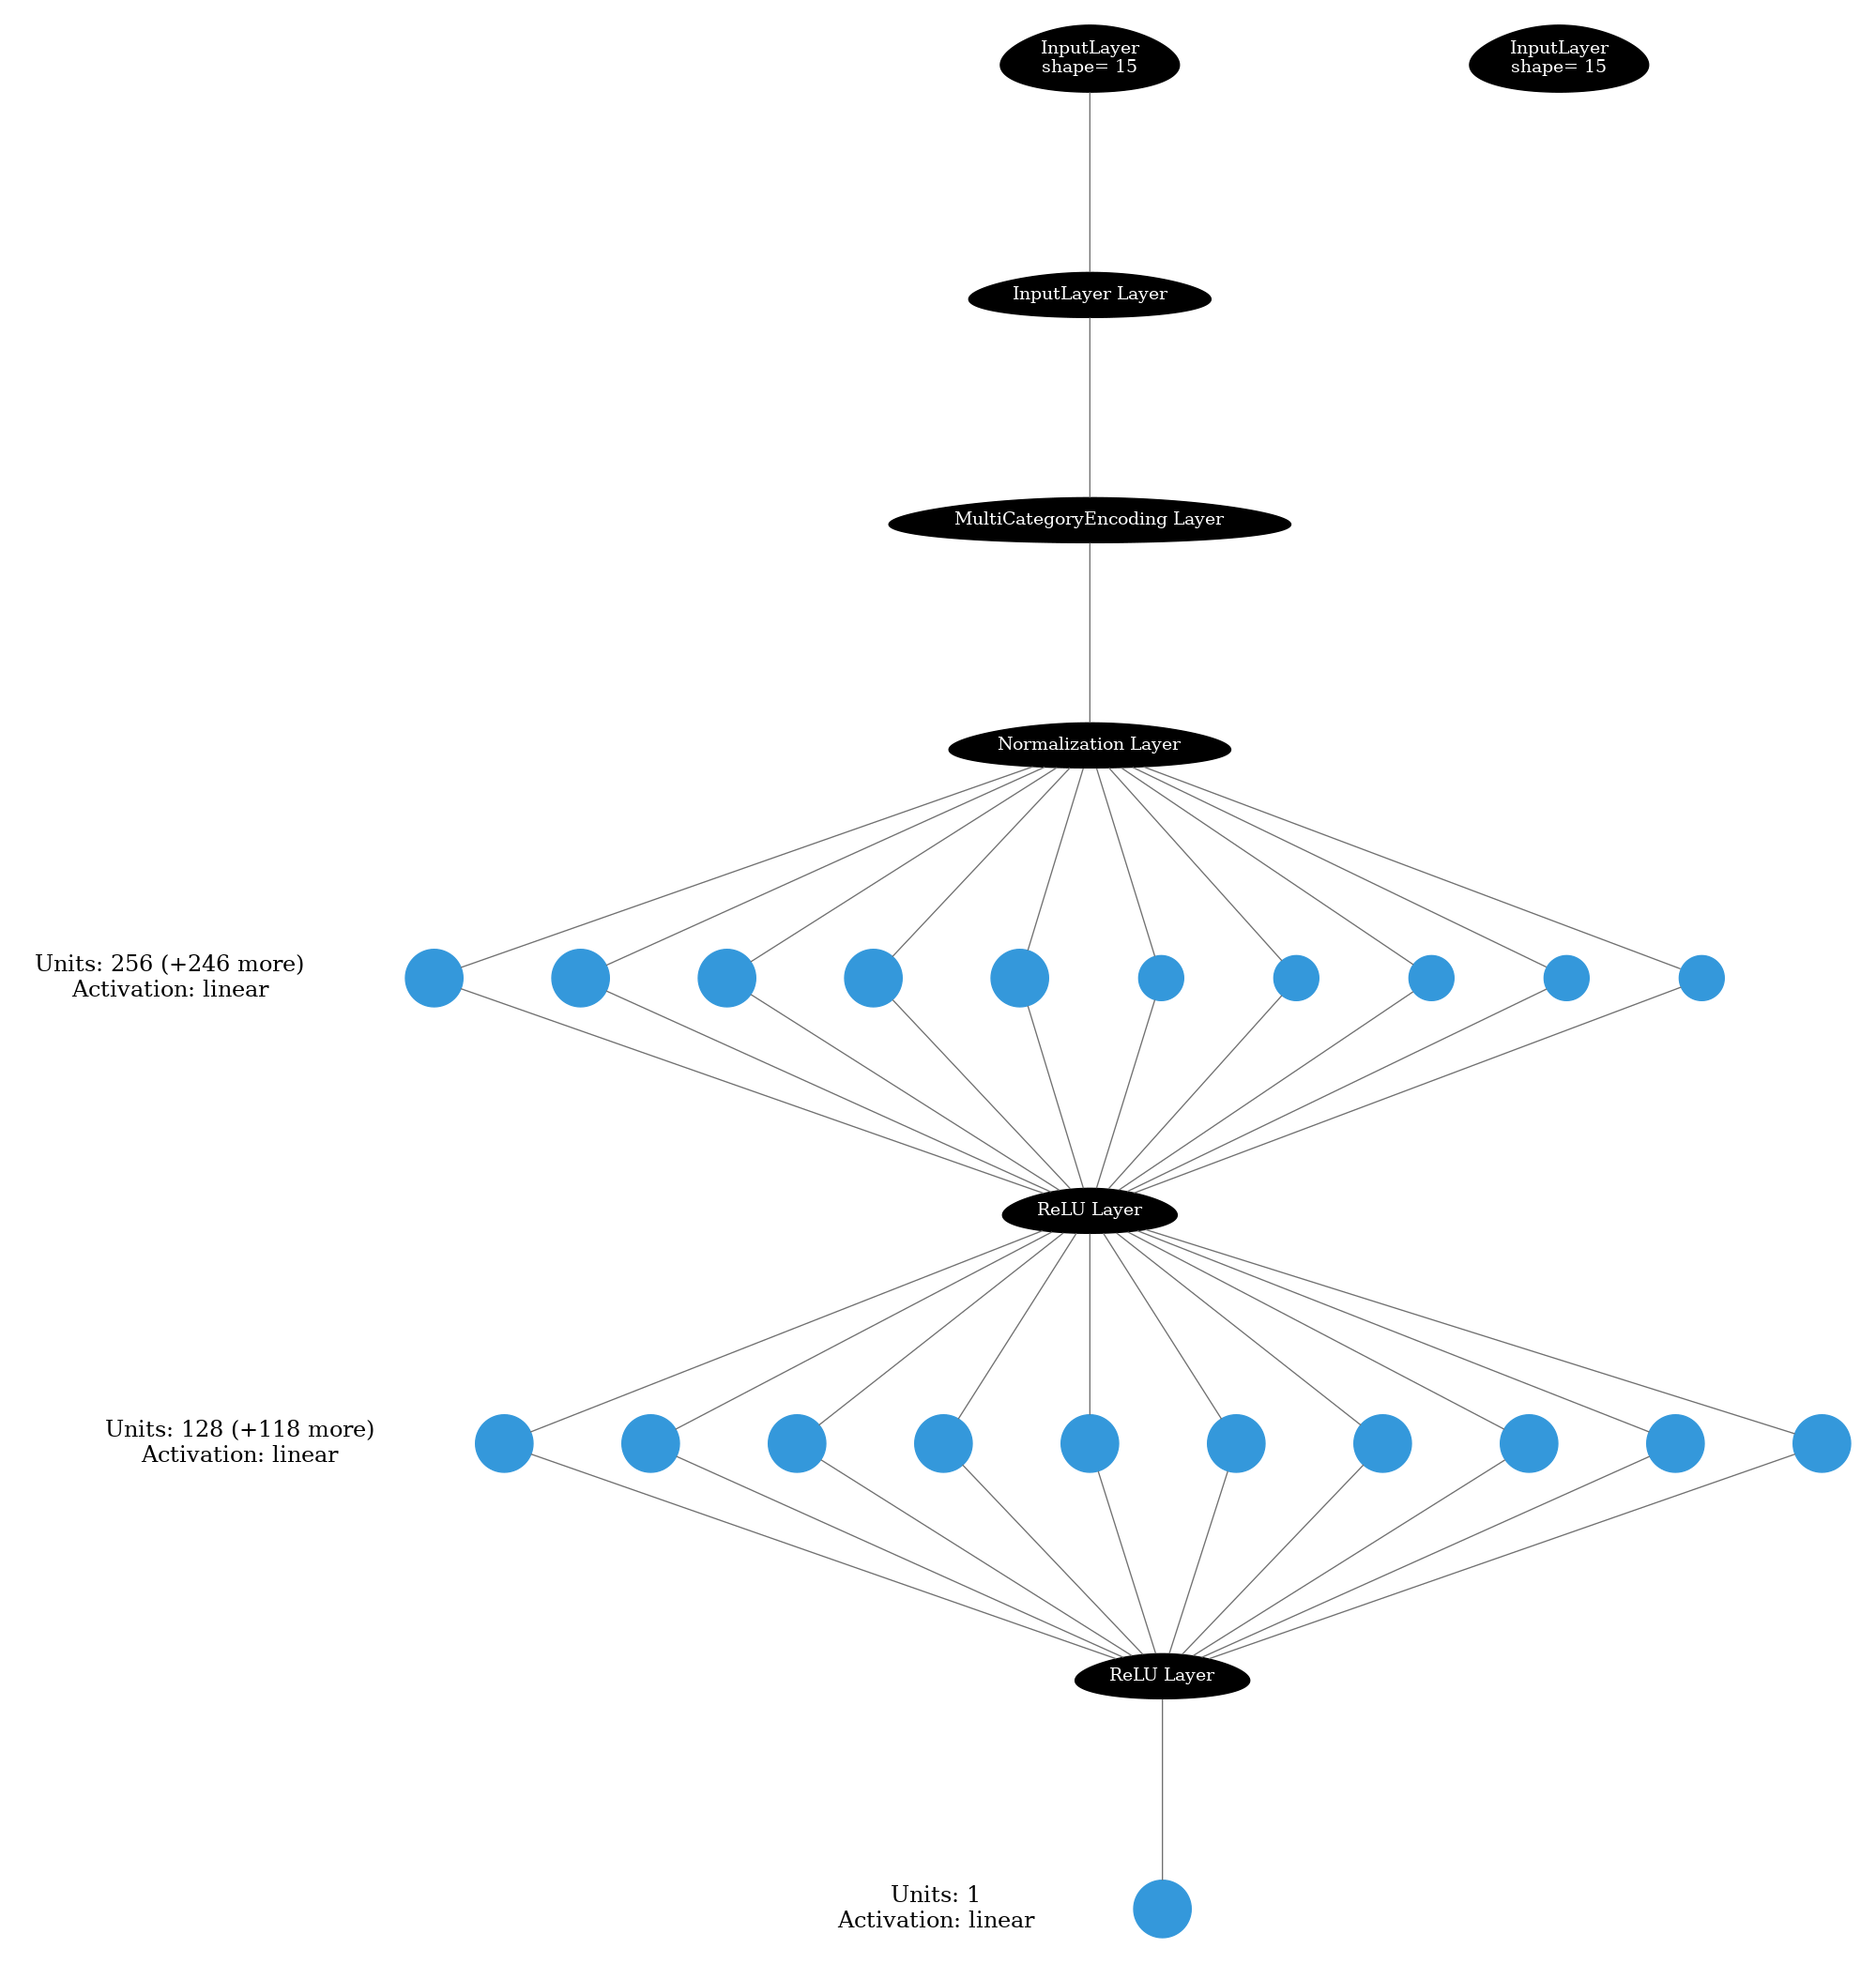 InputLayer
shape= 15
InputLayer
shape= 15
InputLayer Layer
MultiCategoryEncoding Layer
Normalization Layer
Units: 256 (+246 more)
Activation: linear
ReLU Layer
Units: 128 (+118 more)
Activation: linear
ReLU Layer
Units: 1
Activation: linear